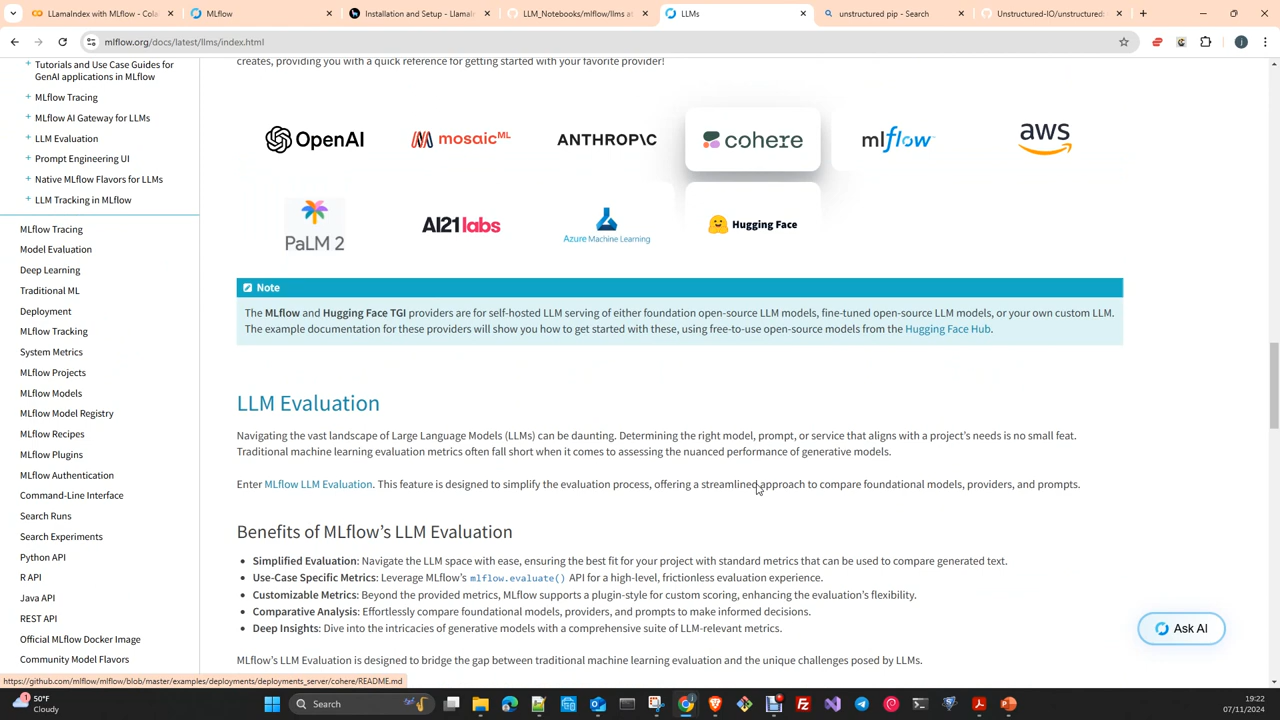 LLamaIndex with MLflow - Cola
MLflow
Installation and Setup - LlamaI
LLM_Notebooks/mlflow/llms at
LLMs
unstructured pip - Search
Unstructured-IO/unstructured
mlflow.org/docs/latest/llms/index.html
Tutorials and Use Case Guides for
GenAI applications in MLflow
MLflow Tracing
MLflow AI Gateway for LLMs
LLM Evaluation
Prompt Engineering UI
Native MLflow Flavors for LLMs
LLM Tracking in MLflow
MLflow Tracing
Model Evaluation
Deep Learning
Traditional ML
Deployment
MLflow Tracking
System Metrics
MLflow Projects
MLflow Models
MLflow Model Registry
MLflow Recipes
MLflow Plugins
MLflow Authentication
Command-Line Interface
Search Runs
Search Experiments
Python API
R API
Java API
REST API
Official MLflow Docker Image
Community Model Flavors
creates, providing you with a quick reference for getting started with your favorite provider!
OpenAI
mosaicML
ANTHROP\C
cohere
mlflow
aws
PaLM 2
AI21labs
Azure Machine Learning
Hugging Face
Note
The MLflow and Hugging Face TGI providers are for self-hosted LLM serving of either foundation open-source LLM models, fine-tuned open-source LLM models, or your own custom LLM.
The example documentation for these providers will show you how to get started with these, using free-to-use open-source models from the Hugging Face Hub.
LLM Evaluation
Navigating the vast landscape of Large Language Models (LLMs) can be daunting. Determining the right model, prompt, or service that aligns with a project's needs is no small feat.
Traditional machine learning evaluation metrics often fall short when it comes to assessing the nuanced performance of generative models.
Enter MLflow LLM Evaluation. This feature is designed to simplify the evaluation process, offering a streamlined approach to compare foundational models, providers, and prompts.
Benefits of MLflow's LLM Evaluation
Simplified Evaluation: Navigate the LLM space with ease, ensuring the best fit for your project with standard metrics that can be used to compare generated text.
Use-Case Specific Metrics: Leverage MLflow's mlflow.evaluate() API for a high-level, frictionless evaluation experience.
Customizable Metrics: Beyond the provided metrics, MLflow supports a plugin-style for custom scoring, enhancing the evaluation's flexibility.
Comparative Analysis: Effortlessly compare foundational models, providers, and prompts to make informed decisions.
Deep Insights: Dive into the intricacies of generative models with a comprehensive suite of LLM-relevant metrics.
MLflow's LLM Evaluation is designed to bridge the gap between traditional machine learning evaluation and the unique challenges posed by LLMs.
Ask AI
https://github.com/mlflow/mlflow/blob/master/examples/deployments/deployments_server/cohere/README.md
1
50°F
Cloudy
Search
19:22
07/11/2024